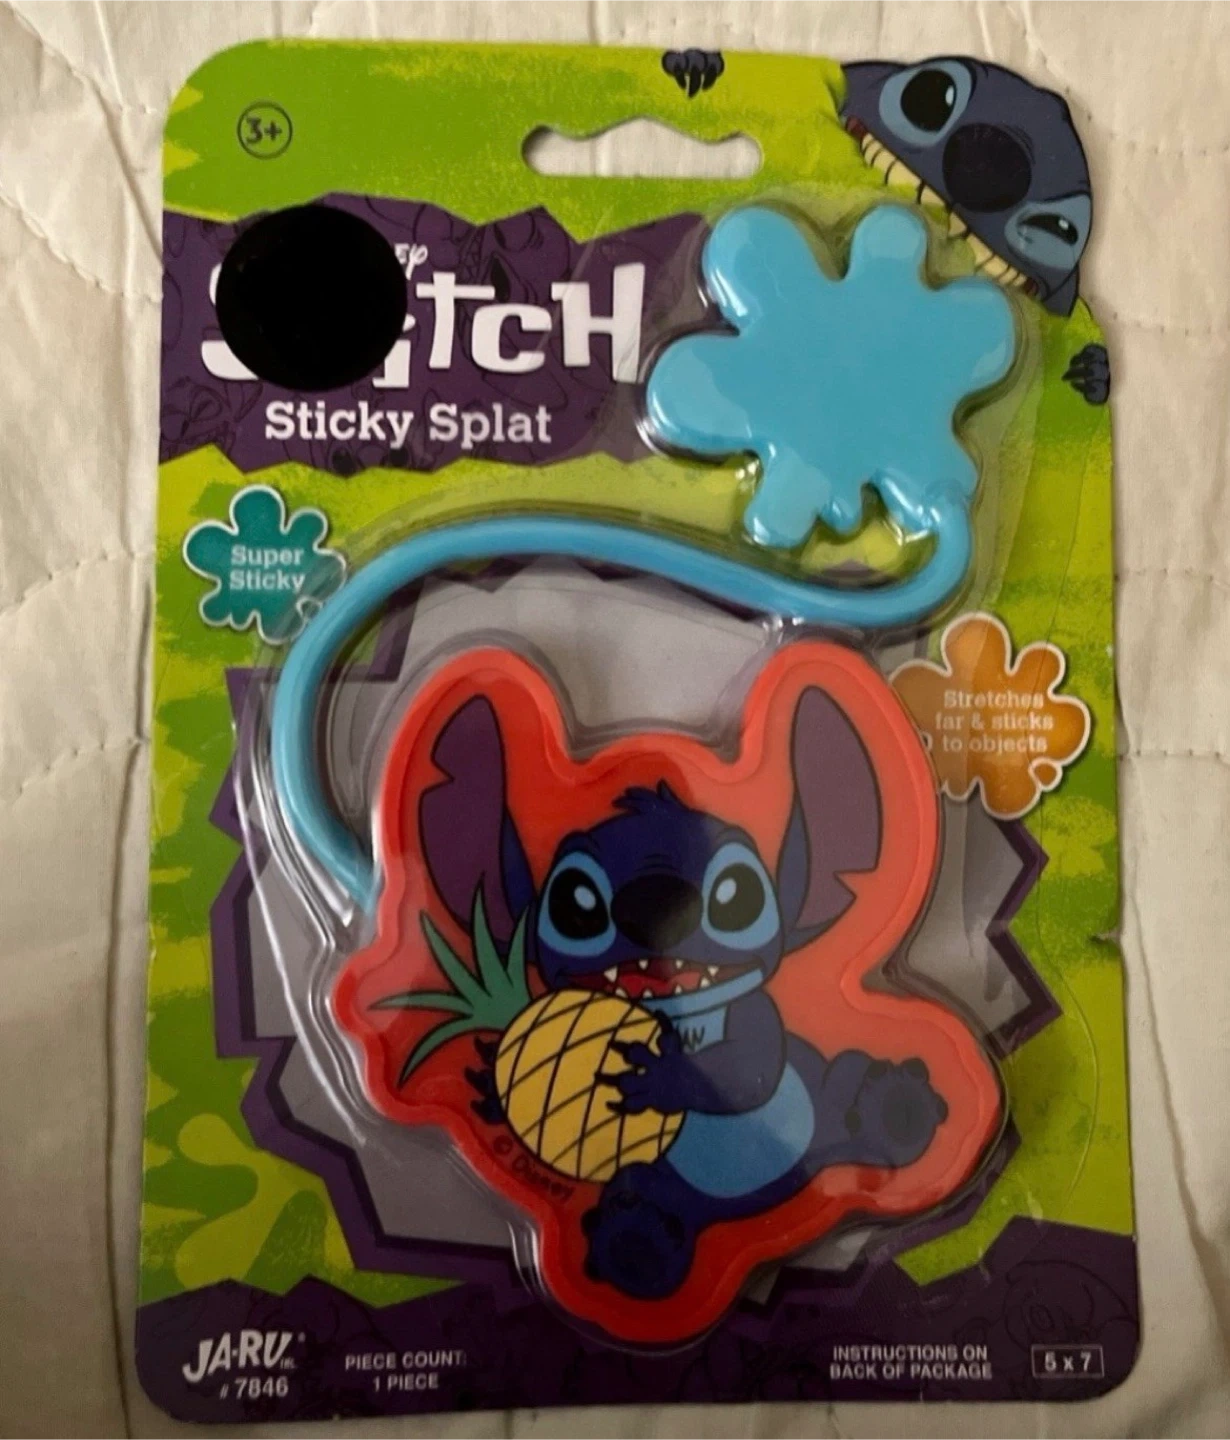 3+
Sticky Splat
Super
Sticky
Stretches
far & sticks
to objects
© Disney
JA-RU® INC.
# 7846
PIECE COUNT:
1 PIECE
INSTRUCTIONS ON
BACK OF PACKAGE
5 x 7